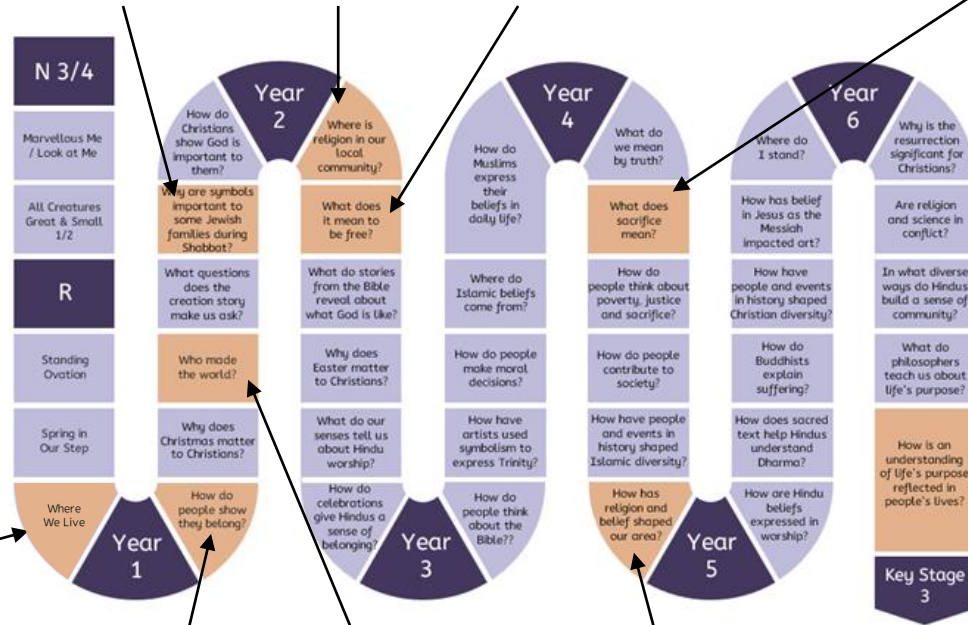 N 3/4
Marvellous Me
/ Look at Me
All Creatures
Great & Small
1/2
R
Standing
Ovation
Spring in
Our Step
Where
We Live
Year
1
How do
people show
they belong?
Why does
Christmas matter
to Christians?
Who made
the world?
What questions
does the
creation story
make us ask?
Why are symbols
important to
some Jewish
families during
Shabbat?
How do
Christians
show God is
important to
them?
Year
2
Where is
religion in our
local
community?
What does
it mean to
be free?
What do stories
from the Bible
reveal about
what God is like?
Why does
Easter matter
to Christians?
What do our
senses tell us
about Hindu
worship?
How do
celebrations
give Hindus a
sense of
belonging?
Year
3
How do
people think
about the
Bible??
How have
artists used
symbolism to
express Trinity?
How do people
make moral
decisions?
Where do
Islamic beliefs
come from?
How do
Muslims
express
their
beliefs in
daily life?
Year
4
What do
we mean
by truth?
What does
sacrifice
mean?
How do
people think about
poverty, justice
and sacrifice?
How do people
contribute to
society?
How have people
and events in
history shaped
Islamic diversity?
How has
religion and
belief shaped
our area?
Year
5
How are Hindu
beliefs
expressed in
worship?
How does sacred
text help Hindus
understand
Dharma?
How do
Buddhists
explain
suffering?
How have
people and events
in history shaped
Christian diversity?
How has belief
in Jesus as the
Messiah
impacted art?
Where do
I stand?
Year
6
Why is the
resurrection
significant for
Christians?
Are religion
and science in
conflict?
In what diverse
ways do Hindus
build a sense of
community?
What do
philosophers
teach us about
life's purpose?
How is an
understanding
of life's purpose
reflected in
people's lives?
Key Stage
3